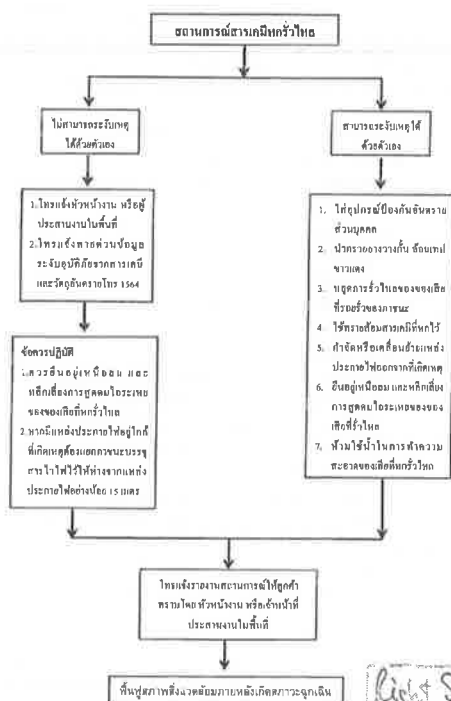 สถานการณ์สารเคมีหกรั่วไหล
ไม่สามารถระงับเหตุ
ได้ด้วยตัวเอง
สามารถระงับเหตุได้
ด้วยตัวเอง
1.โทรแจ้งหัวหน้างาน หรือผู้
ประสานงานในพื้นที่
2.โทรแจ้งสายด่วนข้อมูล
ระงับอุบัติภัยจากสารเคมี
และวัตถุอันตรายโทร 1564
ข้อควรปฏิบัติ
1.ควรยืนอยู่เหนือลม และ
หลีกเลี่ยงการสูดดมไอระเหย
ของของเสียที่หกรั่วไหล
2.หากมีแหล่งประกายไฟอยู่ใกล้
ที่เกิดเหตุต้องแยกภาชนะบรรจุ
สารไวไฟไว้ให้ห่างจากแหล่ง
ประกายไฟอย่างน้อย 15 เมตร
1. ใส่อุปกรณ์ป้องกันอันตราย
ส่วนบุคคล
2. นำกรวยยางวางกั้น ล้อมเทป
ขาวแดง
3. หยุดการรั่วไหลของของเสีย
ที่รอยรั่วของภาชนะ
4. ใช้ทรายล้อมสารเคมีที่หกไว้
5. กำจัดหรือเคลื่อนย้ายแหล่ง
ประกายไฟออกจากที่เกิดเหตุ
6. ยืนอยู่เหนือลม และหลีกเลี่ยง
การสูดดมไอระเหยของของ
เสียที่รั่วไหล
7. ห้ามใช้น้ำในการทำความ
สะอาดของเสียที่หกรั่วไหล
โทรแจ้งรายงานสถานการณ์ให้ลูกค้า
ทราบโดย หัวหน้างาน หรือเจ้าหน้าที่
ประสานงานในพื้นที่
ฟื้นฟูสภาพสิ่งแวดล้อมภายหลังเกิดสภาวะฉุกเฉิน